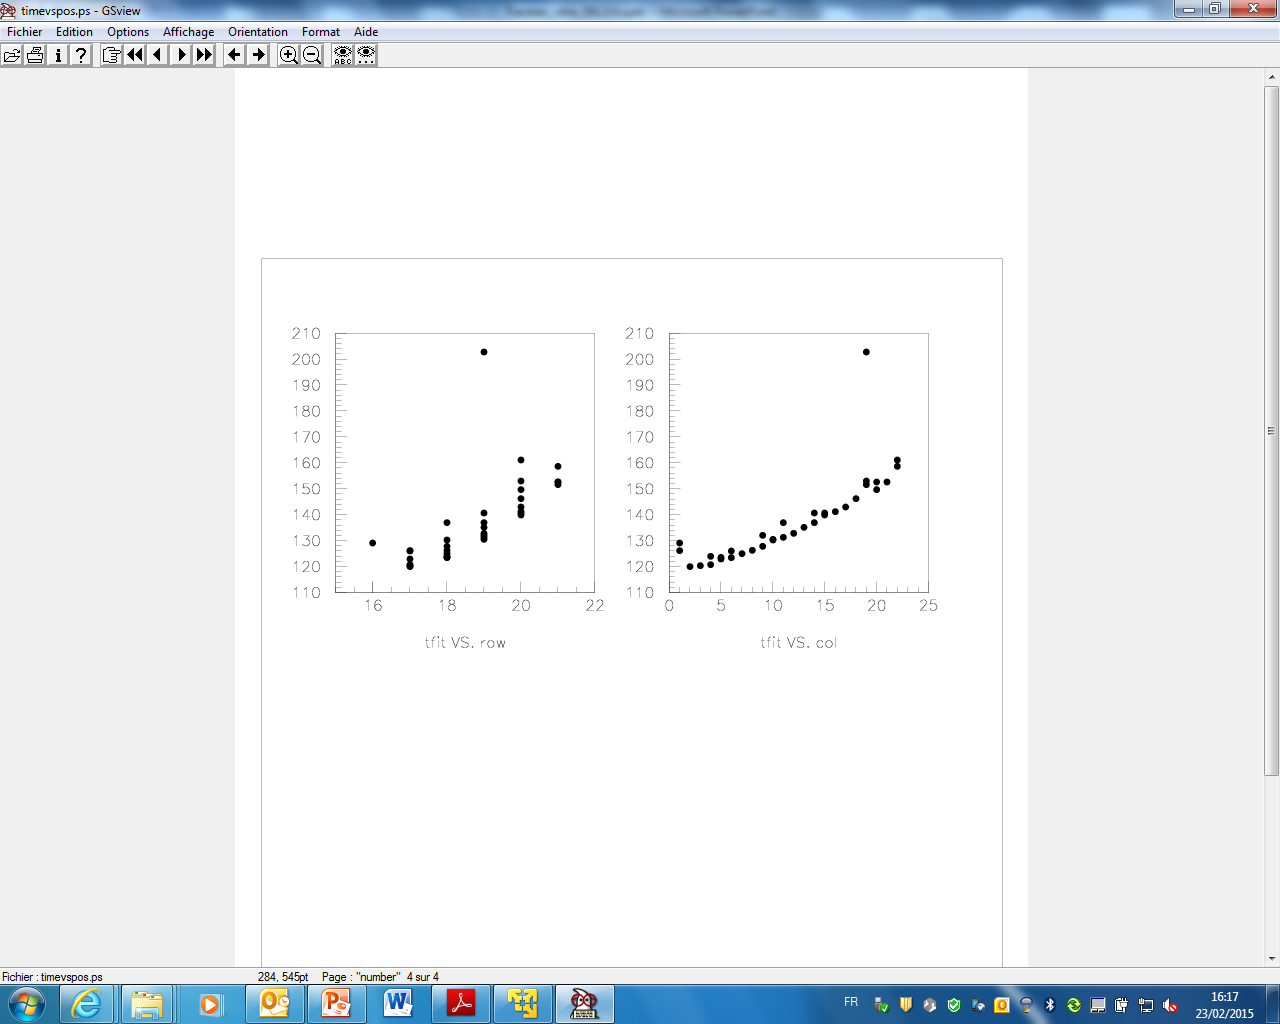 timevspos.ps - GSview
Fichier Edition Options Affichage Orientation Format Aide
ABC
210 210
200 200
190 190
180 180
170 170
160 160
150 150
140 140
130 130
120 120
110 110
16 18 20 22 0 5 10 15 20 25
tfit VS. row tfit VS. col
Fichier : timevspos.ps 284, 545pt Page : "number" 4 sur 4
FR 16:17
23/02/2015